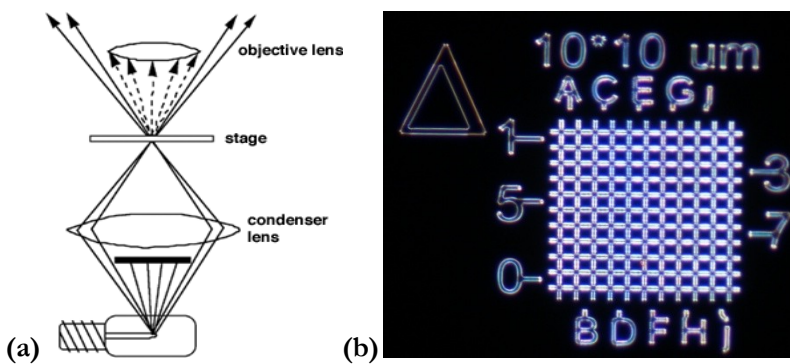 objective lens
stage
condenser
lens
(a)
(b)
10*10 um
A C E G J
1
3
5
7
0
B D F H j